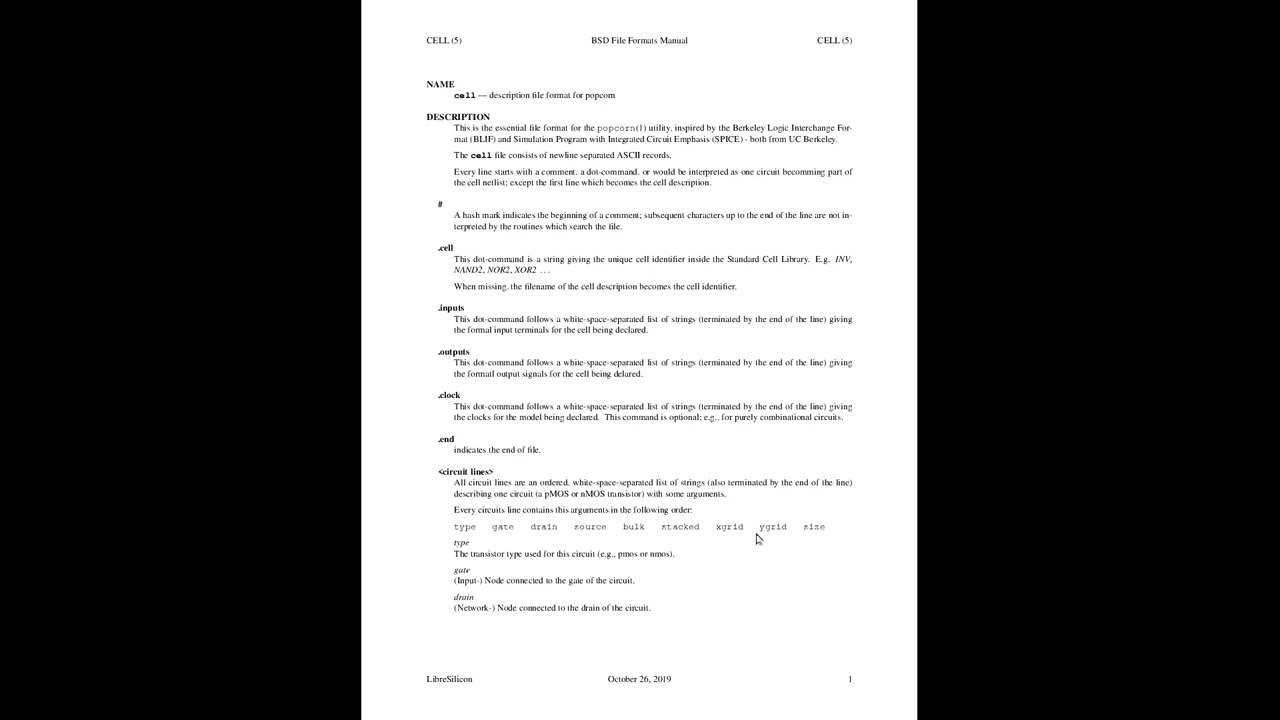 CELL (5) BSD File Formats Manual CELL (5)
NAME
cell — description file format for popcorn
DESCRIPTION
This is the essential file format for the popcorn(1) utility, inspired by the Berkeley Logic Interchange For-
mat (BLIF) and Simulation Program with Integrated Circuit Emphasis (SPICE) - both from UC Berkeley.
The cell file consists of newline separated ASCII records.
Every line starts with a comment, a dot-command, or would be interpreted as one circuit becomming part of
the cell netlist; except the first line which becomes the cell description.
#
A hash mark indicates the beginning of a comment; subsequent characters up to the end of the line are not in-
terpreted by the routines which search the file.
.cell
This dot-command is a string giving the unique cell identifier inside the Standard Cell Library. E.g. INV,
NAND2, NOR2, XOR2 ...
When missing, the filename of the cell description becomes the cell identifier.
.inputs
This dot-command follows a white-space-separated list of strings (terminated by the end of the line) giving
the formal input terminals for the cell being declared.
.outputs
This dot-command follows a white-space-separated list of strings (terminated by the end of the line) giving
the formatl output signals for the cell being delared.
.clock
This dot-command follows a white-space-separated list of strings (terminated by the end of the line) giving
the clocks for the model being declared. This command is optional; e.g., for purely combinational circuits.
.end
indicates the end of file.
<circuit lines>
All circuit lines are an ordered, white-space-separated list of strings (also terminated by the end of the line)
describing one circuit (a pMOS or nMOS transistor) with some arguments.
Every circuits line contains this arguments in the following order:
type gate drain source bulk stacked xgrid ygrid size
type
The transistor type used for this circuit (e.g., pmos or nmos).
gate
(Input-) Node connected to the gate of the circuit.
drain
(Network-) Node connected to the drain of the circuit.
LibreSilicon October 26, 2019 1